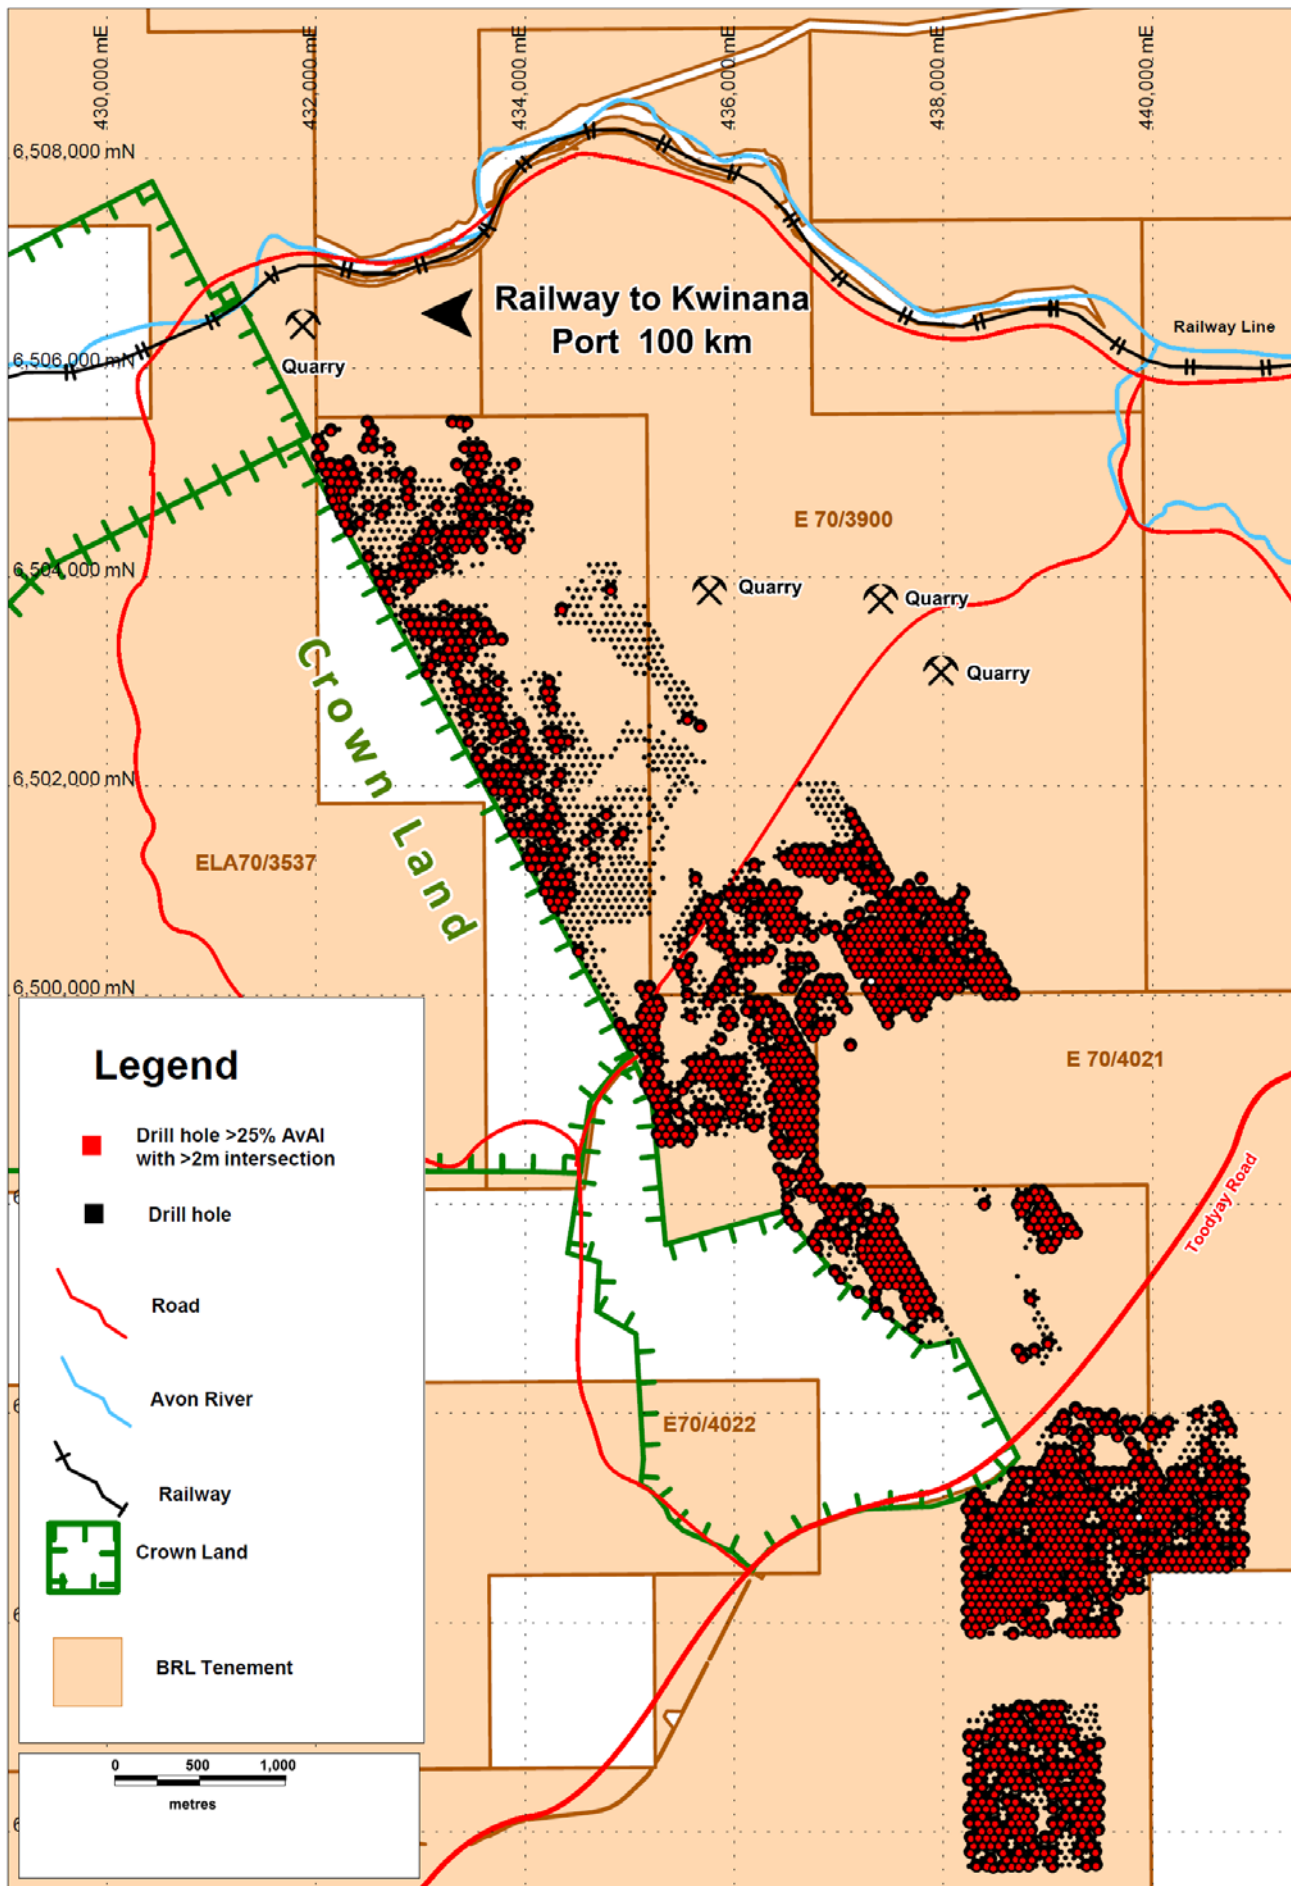 430,000 mE
432,000 mE
434,000 mE
436,000 mE
438,000 mE
440,000 mE
6,508,000 mN
Railway to Kwinana
Port 100 km
Railway Line
6,506,000 mN
Quarry
E 70/3900
6,504,000 mN
Quarry
Quarry
Quarry
Crown Land
6,502,000 mN
ELA70/3537
6,500,000 mN
E 70/4021
Toodyay Road
E70/4022
Legend
Drill hole >25% AvAl
with >2m intersection
Drill hole
Road
Avon River
Railway
Crown Land
BRL Tenement
0 500 1,000
metres